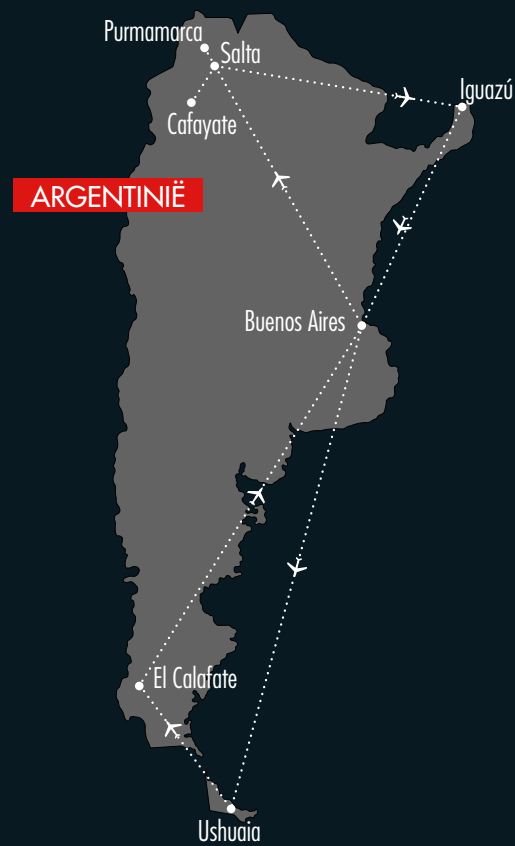 Purmamarca
Salta
Iguazú
Cafayate
ARGENTINIË
Buenos Aires
El Calafate
Ushuaia